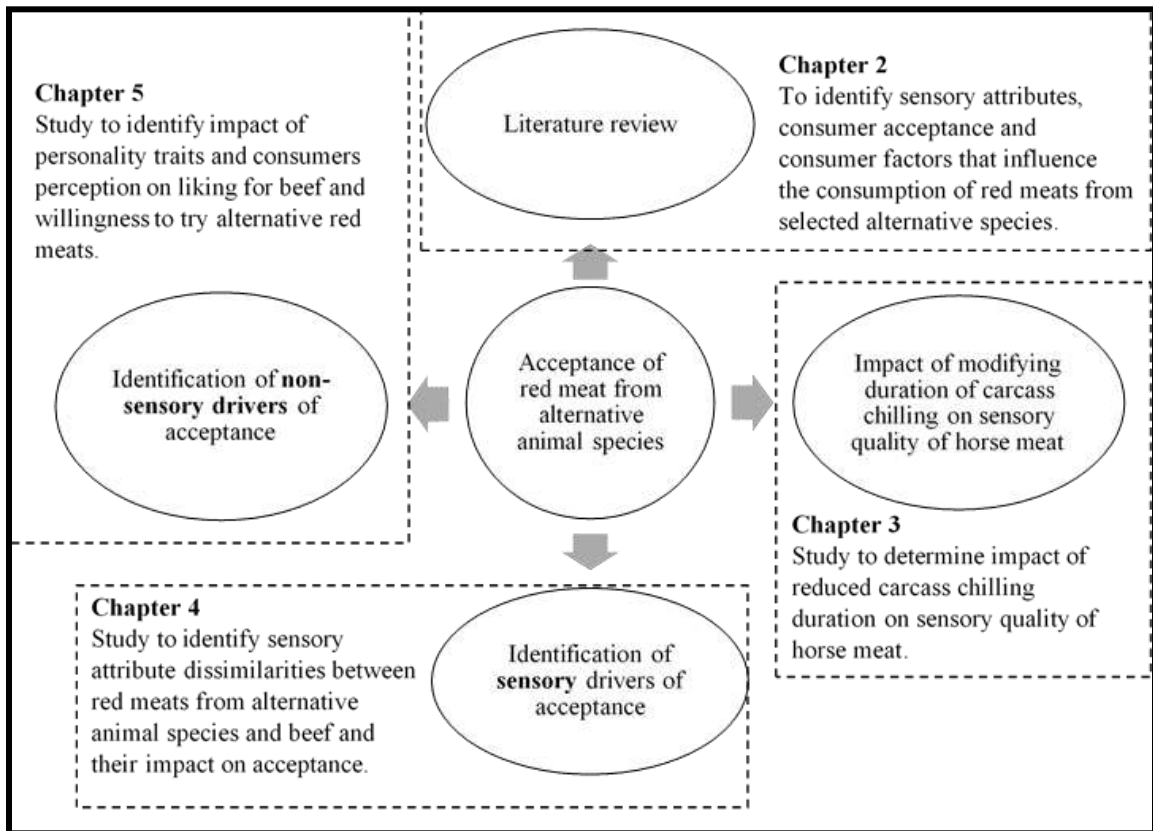 Chapter 5
Study to identify impact of
personality traits and consumers
perception on liking for beef and
willingness to try alternative red
meats.
Literature review
Chapter 2
To identify sensory attributes,
consumer acceptance and
consumer factors that influence
the consumption of red meats from
selected alternative species.
Identification of non-
sensory drivers of
acceptance
Acceptance of
red meat from
alternative
animal species
Impact of modifying
duration of carcass
chilling on sensory
quality of horse meat
Chapter 3
Study to determine impact of
reduced carcass chilling
duration on sensory quality of
horse meat.
Chapter 4
Study to identify sensory
attribute dissimilarities between
red meats from alternative
animal species and beef and
their impact on acceptance.
Identification of
sensory drivers of
acceptance